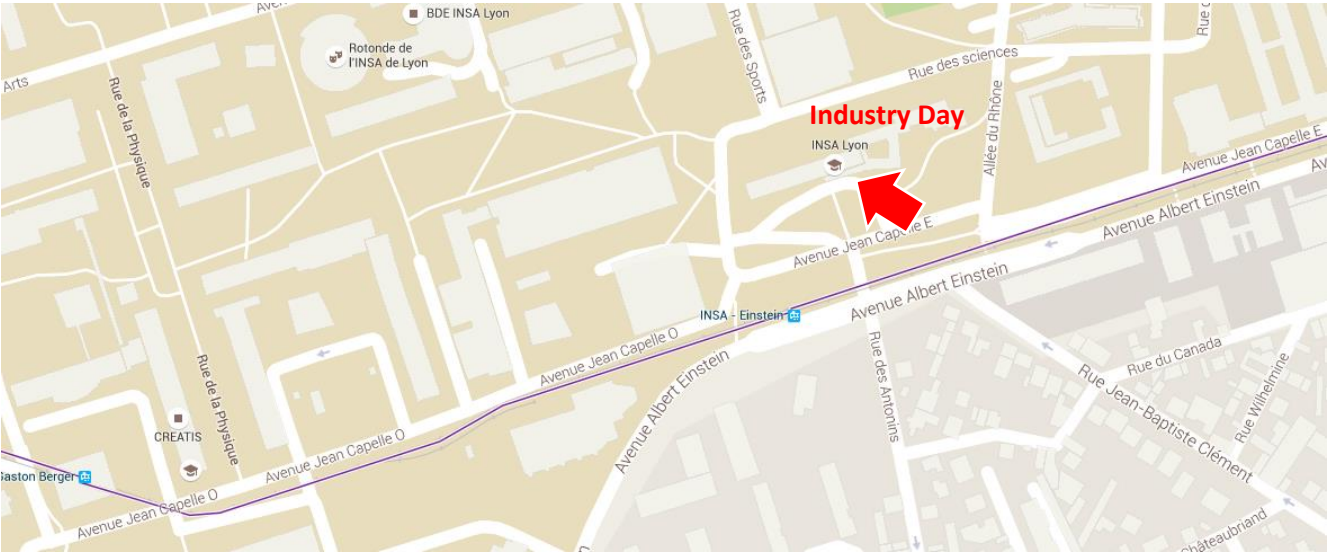 BDE INSA Lyon
Rotonde de
l'INSA de Lyon
Arts
Rue de la Physique
Rue des Sports
Rue des sciences
Industry Day
INSA Lyon
Allée du Rhône
Avenue Jean Capelle E
Avenue Albert Einstein
Avenue Jean Capelle E
Avenue Albert Einstein
INSA - Einstein
Avenue Jean Capelle O
Rue des Antonins
Rue du Canada
Rue Wilhelmine
Rue Jean-Baptiste Clément
Avenue Albert Einstein
Rue de la Physique
CREATIS
Avenue Jean Capelle O
Gaston Berger
Avenue Jean Capelle O
Châteaubriand